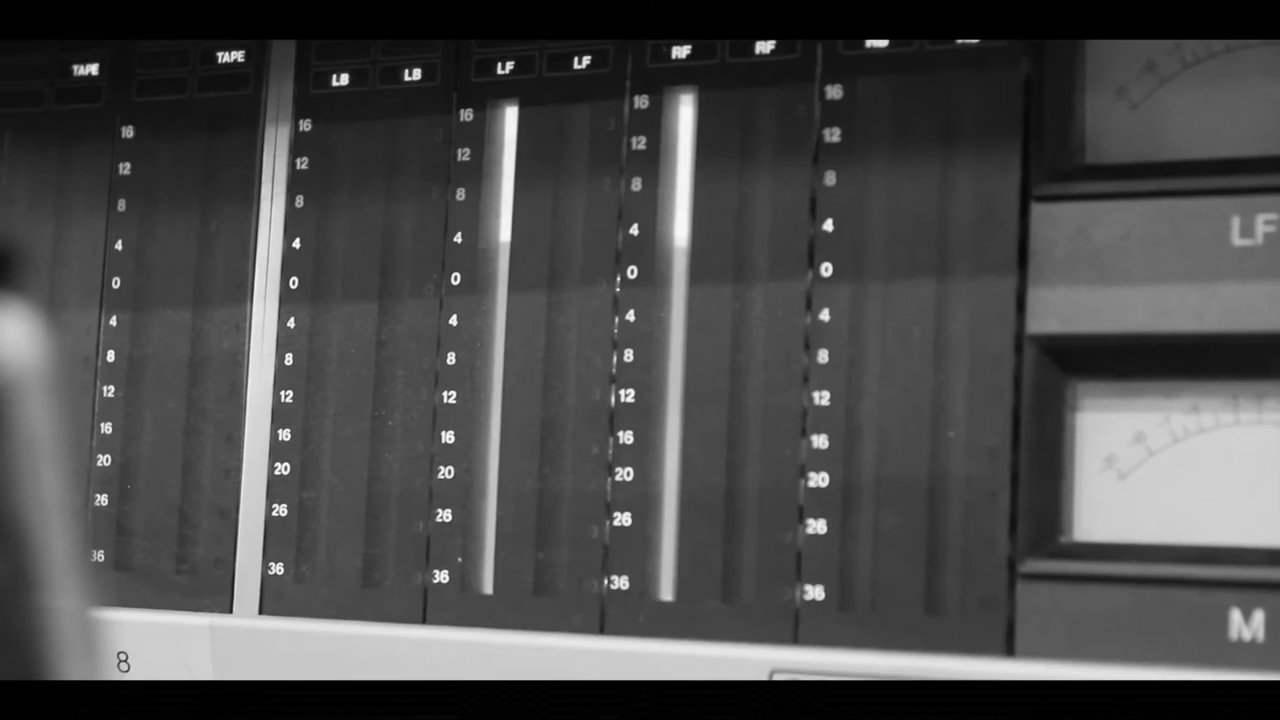 TAPE TAPE LB LB LF LF RF RF
16 16 16 16 16
12 12 12 12 12
8 8 8 8 8
4 4 4 4 4
0 0 0 0 0
4 4 4 4 4
8 8 8 8 8
12 12 12 12 12
16 16 16 16 16
20 20 20 20 20
26 26 26 26 26
36 36 36 36 36
LF
M
8